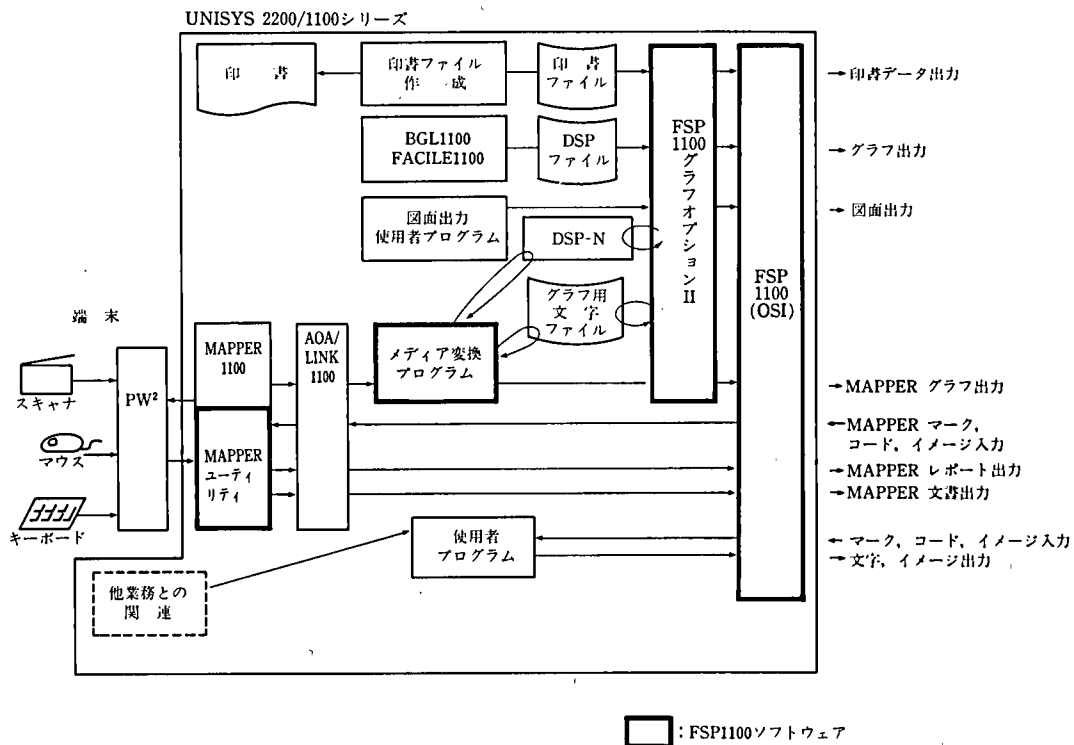 UNISYS 2200/1100シリーズ
印書
印書ファイル
作成
印書
ファイル
BGL1100
FACILE1100
DSP
ファイル
図面出力
使用者プログラム
DSP-N
グラフ用
文字
ファイル
FSP
1100
グラフオプションII
FSP
1100
(OSI)
→印書データ出力
→グラフ出力
→図面出力
端末
スキャナ
マウス
キーボード
PW²
MAPPER
1100
MAPPER
ユーティ
リティ
AOA/
LINK
1100
メディア変換
プログラム
→MAPPER グラフ出力
←MAPPER マーク,
コード, イメージ入力
→MAPPER レポート出力
→MAPPER 文書出力
使用者
プログラム
←マーク, コード, イメージ入力
→文字, イメージ出力
他業務との
関連
:FSP1100ソフトウェア